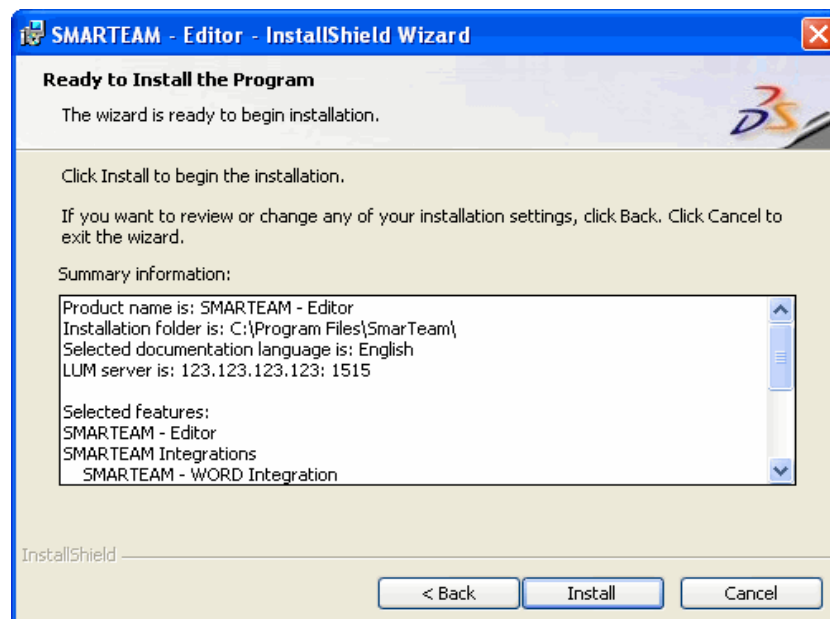 SMARTEAM - Editor - InstallShield Wizard
Ready to Install the Program
The wizard is ready to begin installation.
Click Install to begin the installation.
If you want to review or change any of your installation settings, click Back. Click Cancel to
exit the wizard.
Summary information:
Product name is: SMARTEAM - Editor
Installation folder is: C:\Program Files\SmarTeam\
Selected documentation language is: English
LUM server is: 123.123.123.123: 1515
Selected features:
SMARTEAM - Editor
SMARTEAM Integrations
SMARTEAM - WORD Integration
InstallShield
< Back Install Cancel